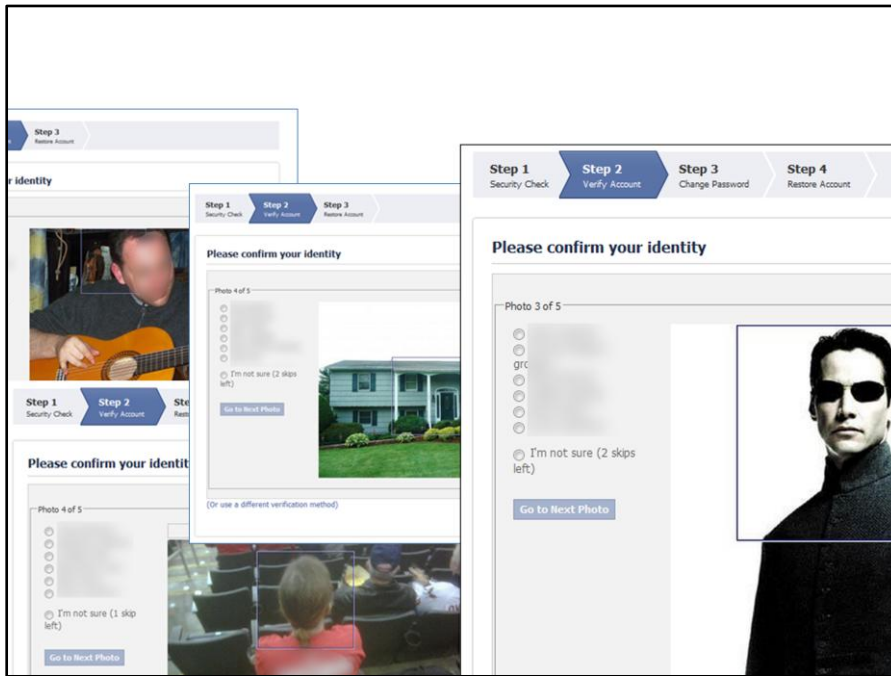 Step 3
Restore Account
r identity
Step 1
Security Check
Step 2
Verify Account
Step 3
Restore Account
Please confirm your identity
Photo 4 of 5
I'm not sure (2 skips
left)
Go to Next Photo
(Or use a different verification method)
Step 1
Security Check
Step 2
Verify Account
Ste
Rest
Please confirm your identit
Photo 4 of 5
I'm not sure (1 skip
left)
Go to Next Photo
Step 1
Security Check
Step 2
Verify Account
Step 3
Change Password
Step 4
Restore Account
Please confirm your identity
Photo 3 of 5
grc
I'm not sure (2 skips
left)
Go to Next Photo